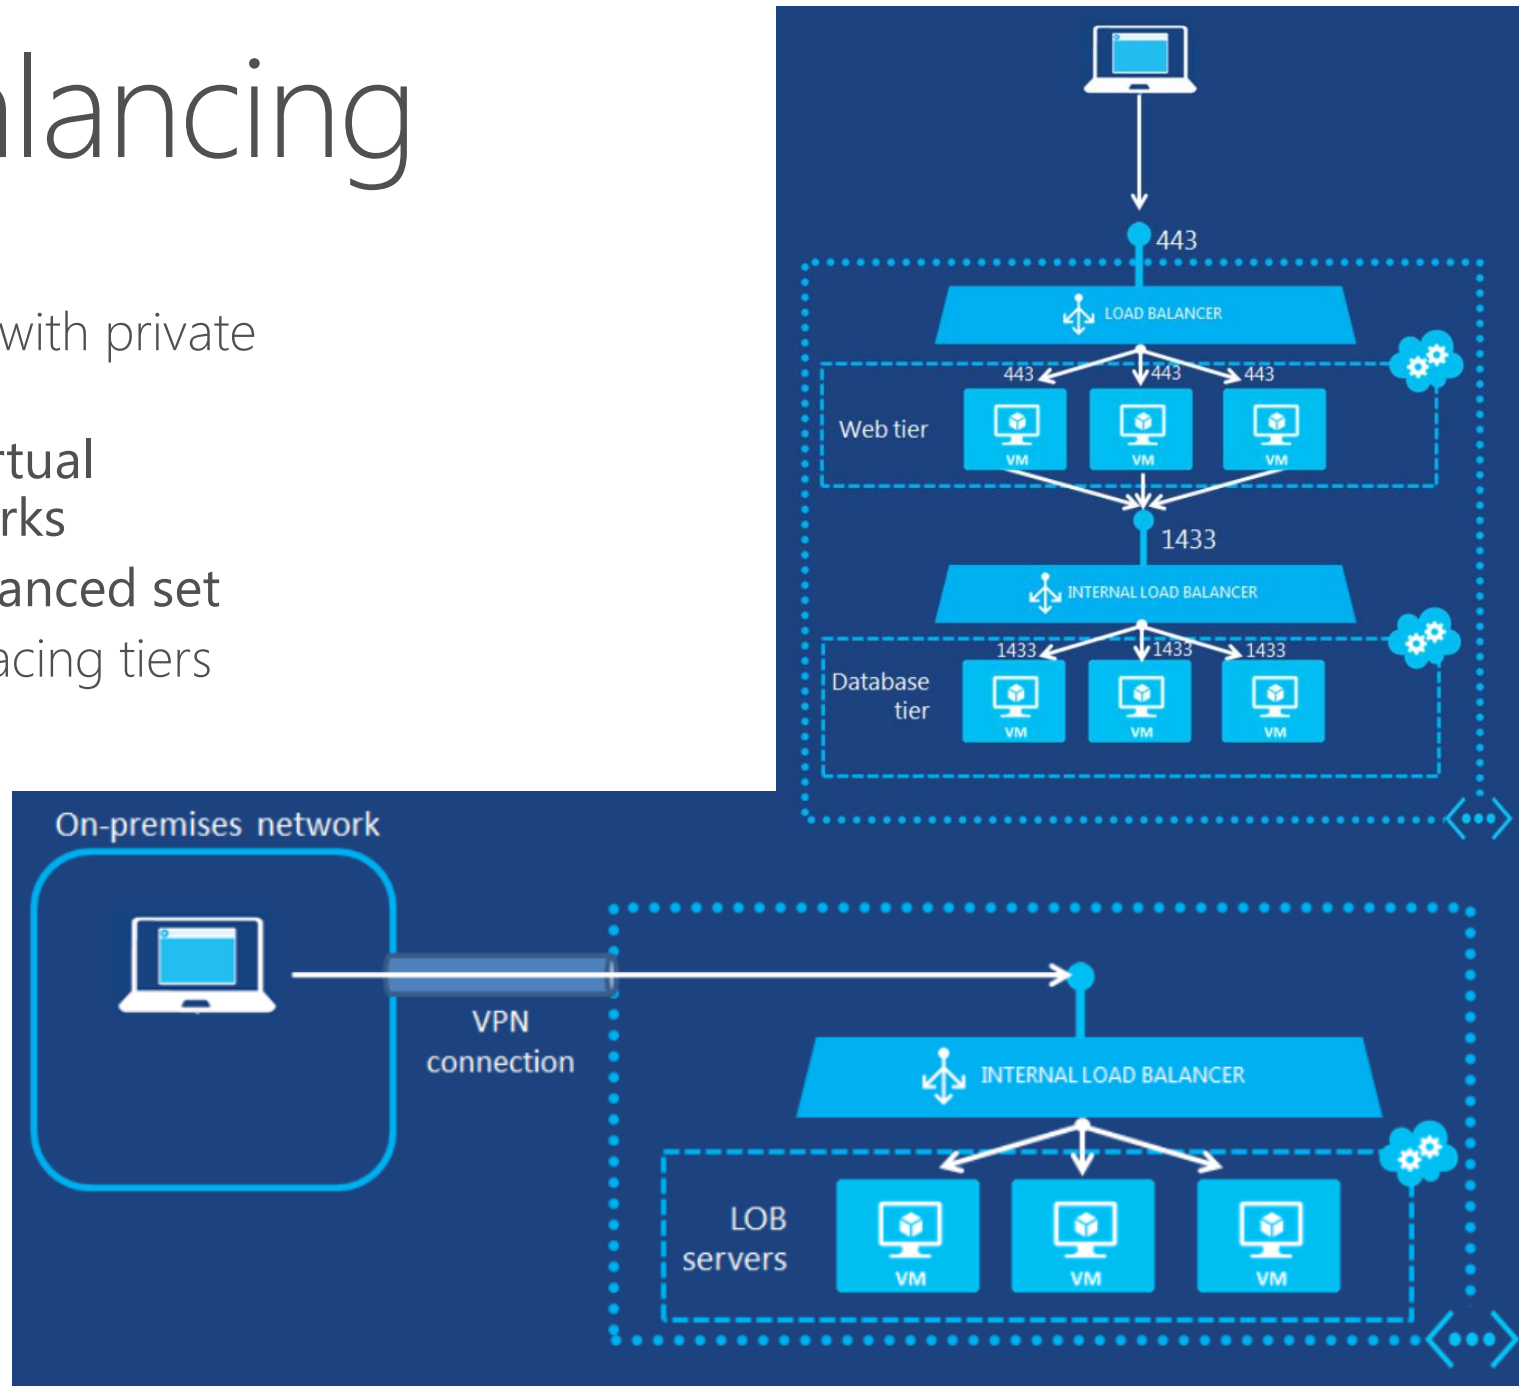 alancing
with private
rtual
rks
anced set
acing tiers
443
LOAD BALANCER
443
443
443
Web tier
VM
VM
VM
1433
INTERNAL LOAD BALANCER
1433
1433
1433
Database
tier
VM
VM
VM
On-premises network
VPN
connection
INTERNAL LOAD BALANCER
LOB
servers
VM
VM
VM